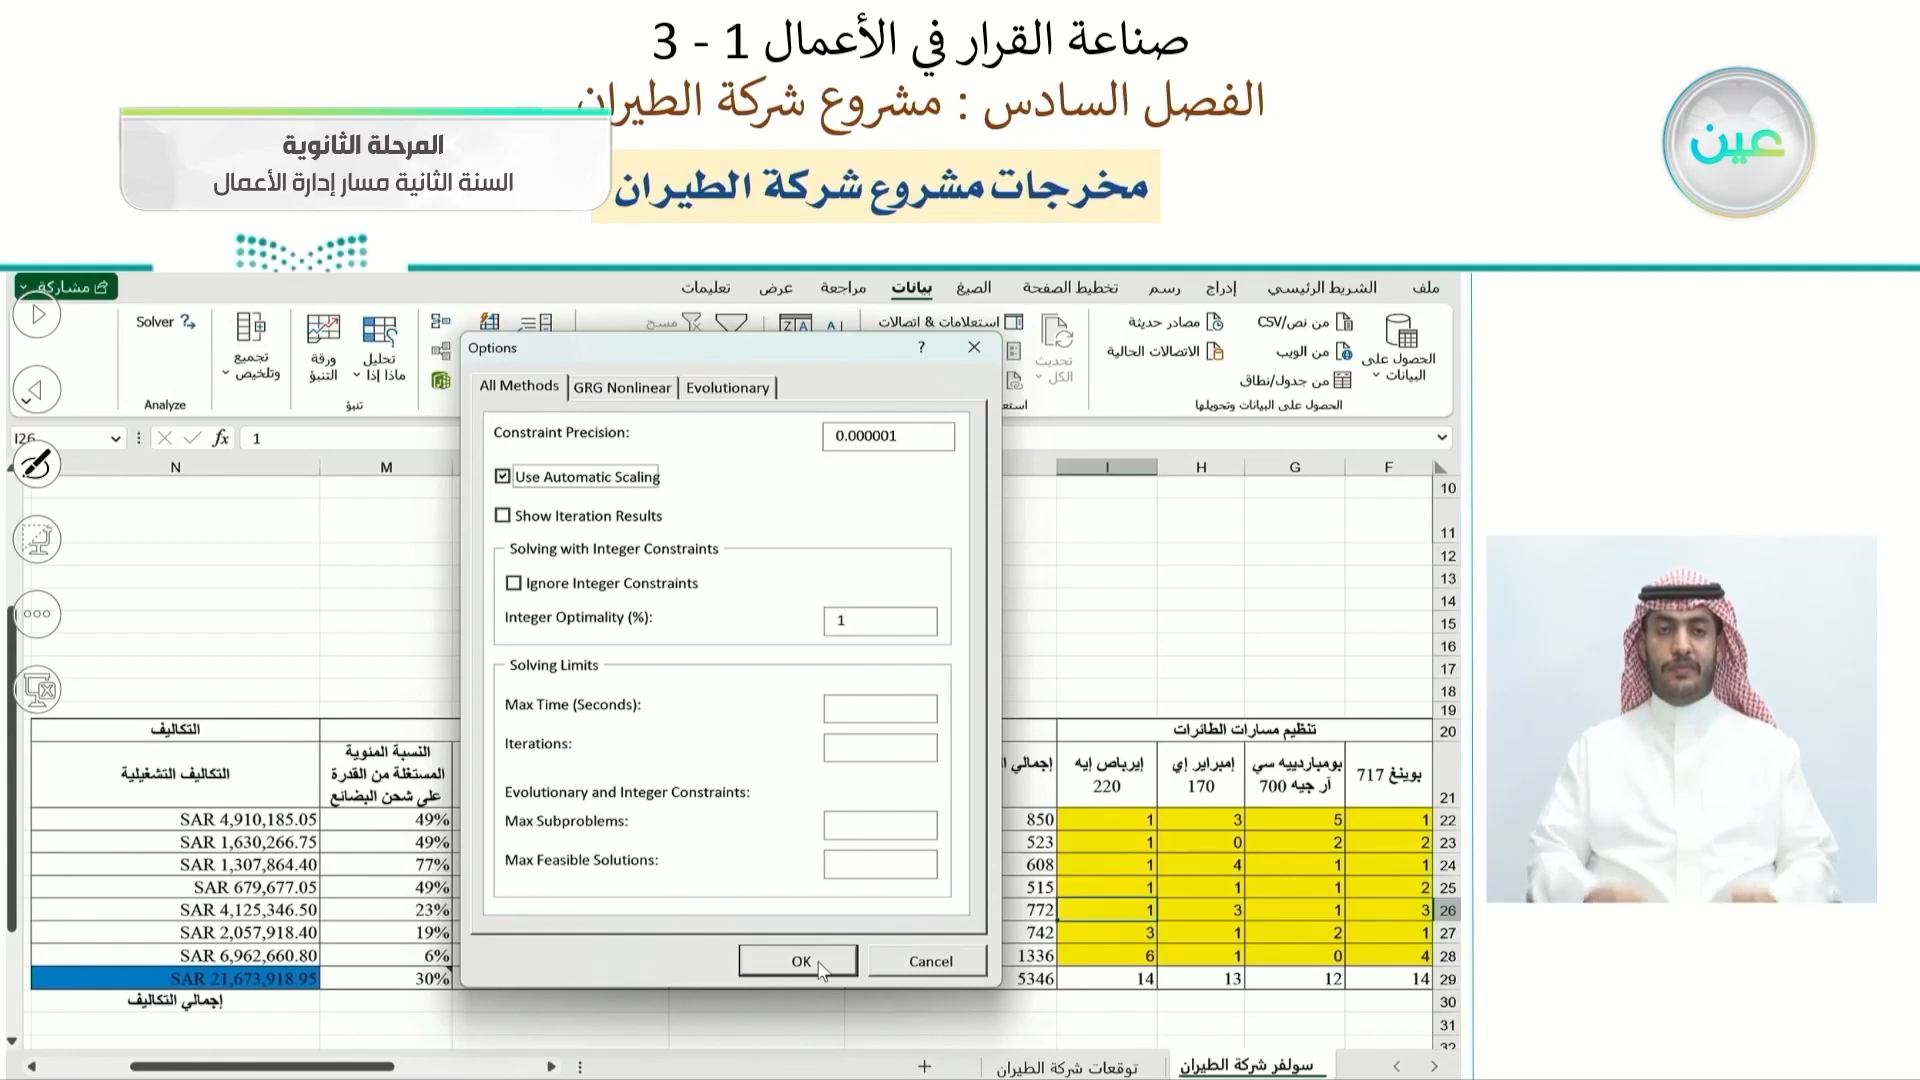 صناعة القرار في الأعمال 1 - 3
الفصل السادس : مشروع شركة الطيران
مخرجات مشروع شركة الطيران
المرحلة الثانوية
السنة الثانية مسار إدارة الأعمال
عين
ملف الشريط الرئيسي إدراج رسم تخطيط الصفحة الصيغ بيانات مراجعة عرض تعليمات
مشاركة
الحصول على البيانات
من نص/CSV
من الويب
من جدول/نطاق
مصادر حديثة
الاتصالات الحالية
الحصول على البيانات وتحويلها
تحديث الكل
استعلامات & اتصالات
مسح
تحليل ماذا إذا
ورقة التنبؤ
تنبؤ
تجميع وتلخيص
Solver
Analyze
I26
fx 1
N M I H G F
Options ?
All Methods GRG Nonlinear Evolutionary
Constraint Precision: 0.000001
Use Automatic Scaling
Show Iteration Results
Solving with Integer Constraints
Ignore Integer Constraints
Integer Optimality (%): 1
Solving Limits
Max Time (Seconds):
Iterations:
Evolutionary and Integer Constraints:
Max Subproblems:
Max Feasible Solutions:
OK Cancel
10
11
12
13
14
15
16
17
18
19
20 تنظيم مسارات الطائرات التكاليف
21 بوينغ 717 بومباردييه سي آر جيه 700 إمبراير إي 170 إيرباص إيه 220 إجمالي النسبة المئوية المستغلة من القدرة على شحن البضائع التكاليف التشغيلية
22 1 5 3 1 850 49% SAR 4,910,185.05
23 2 2 0 1 523 49% SAR 1,630,266.75
24 1 1 4 1 608 77% SAR 1,307,864.40
25 2 1 1 1 515 49% SAR 679,677.05
26 3 1 3 1 772 23% SAR 4,125,346.50
27 1 2 1 3 742 19% SAR 2,057,918.40
28 4 0 1 6 1336 6% SAR 6,962,660.80
29 14 12 13 14 5346 30% SAR 21,673,918.95
30 إجمالي التكاليف
31
32
سولفر شركة الطيران توقعات شركة الطيران